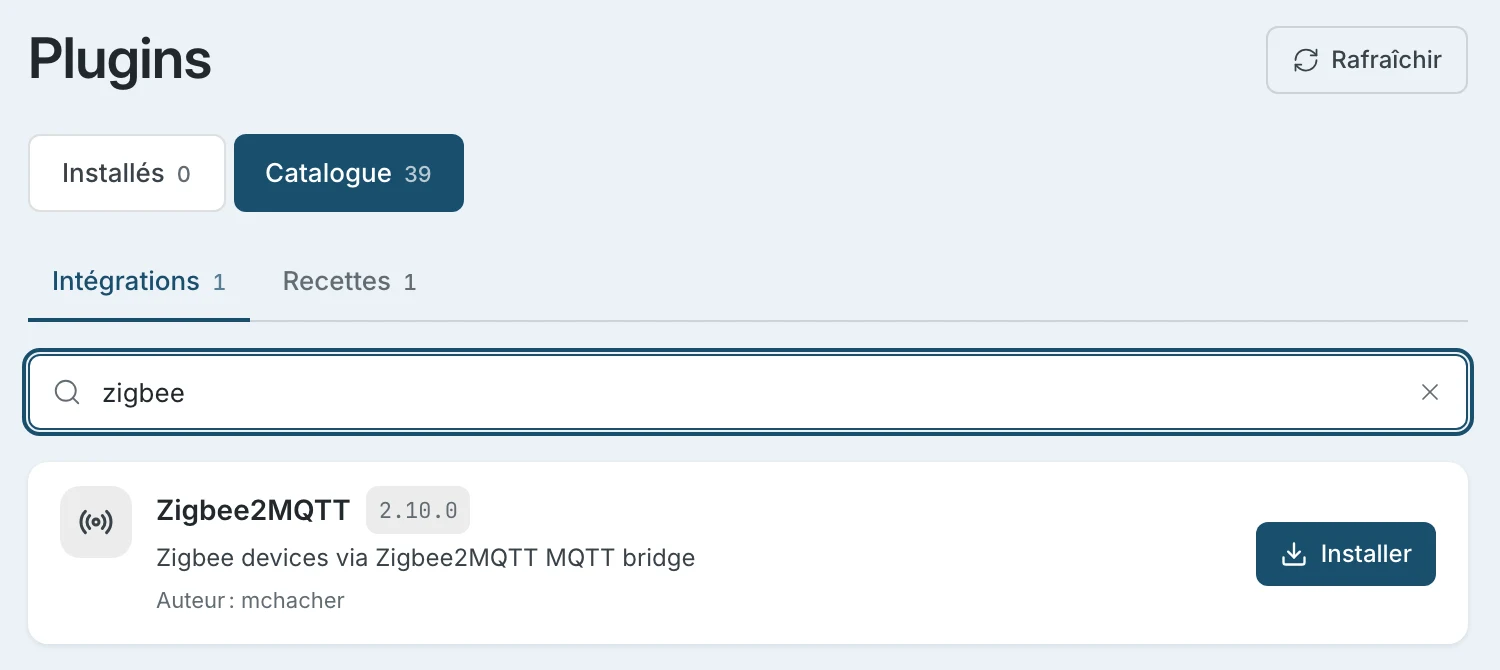 Plugins
Rafraîchir
Installés 0
Catalogue 39
Intégrations 1
Recettes 1
zigbee
Zigbee2MQTT 2.10.0
Zigbee devices via Zigbee2MQTT MQTT bridge
Installer
Auteur : mchacher